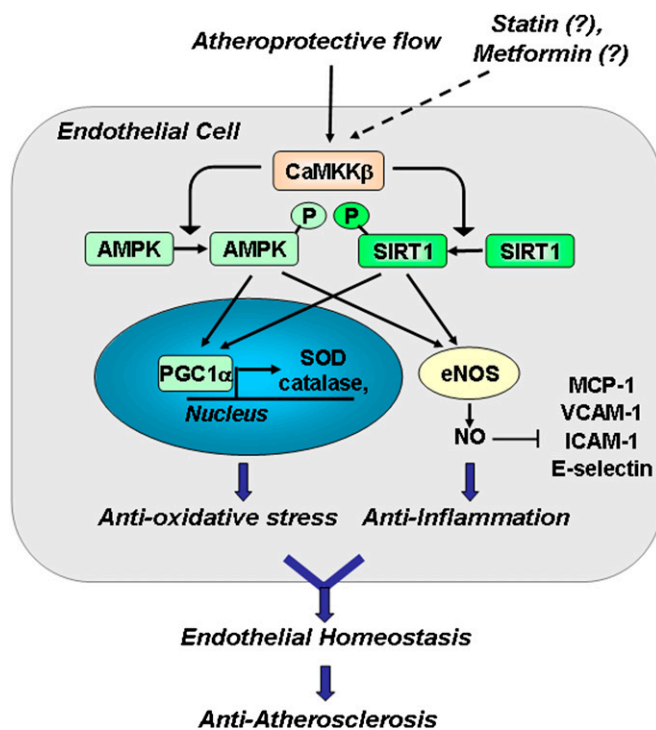 Statin (?),
Metformin (?)
Atheroprotective flow
Endothelial Cell
CaMKKβ
P
P
AMPK
AMPK
SIRT1
SIRT1
PGC1α
SOD
catalase,
Nucleus
eNOS
NO
MCP-1
VCAM-1
ICAM-1
E-selectin
Anti-oxidative stress
Anti-Inflammation
Endothelial Homeostasis
Anti-Atherosclerosis